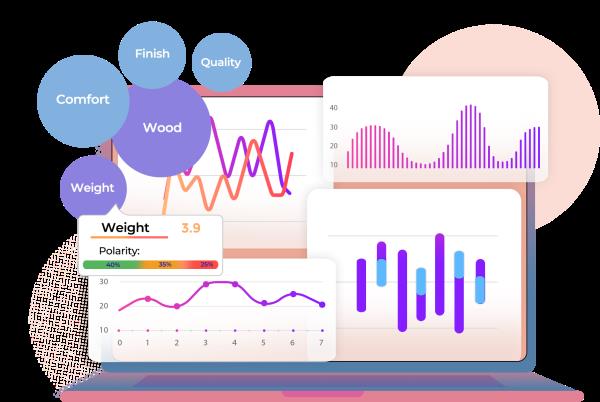 Finish
Quality
Comfort
Wood
Weight
Weight 3.9
Polarity:
40% 35% 25%
40
30
20
10
30
10
0 1 2 3 4 5 6 7